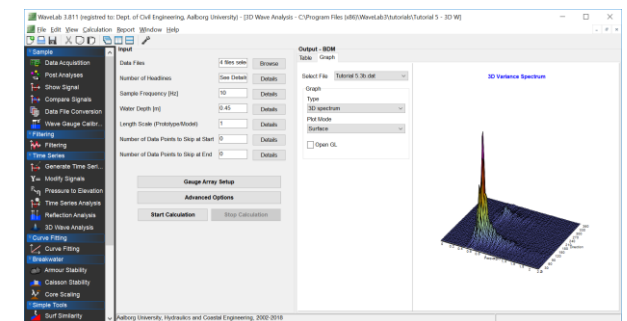 WaveLab 3.811 (registred to: Dept. of Civil Engineering, Aalborg University) - [3D Wave Analysis - C:\Program Files (x86)\WaveLab3\tutorials\Tutorial 5 - 3D W]
File Edit View Calculation Report Window Help
Sample
Data Acquistition
Post Analyses
Show Signal
Compare Signals
Data File Conversion
Wave Gauge Calibr...
Filtering
Filtering
Time Series
Generate Time Seri...
Modify Signals
Pressure to Elevation
Time Series Analysis
Reflection Analysis
3D Wave Analysis
Curve Fitting
Curve Fitting
Breakwater
Armour Stability
Caisson Stability
Core Scaling
Simple Tools
Surf Similarity
Input
Data Files 4 files sele Browse
Number of Headlines See Detail Details
Sample Frequency [Hz] 10 Details
Water Depth [m] 0.45 Details
Length Scale (Prototype/Model) 1 Details
Number of Data Points to Skip at Start 0 Details
Number of Data Points to Skip at End 0 Details
Gauge Array Setup
Advanced Options
Start Calculation Stop Calculation
Output - BDM
Table Graph
Select File Tutorial 5.3b.dat
Graph
Type
3D spectrum
Plot Mode
Surface
Open GL
3D Variance Spectrum
Aalborg University, Hydraulics and Coastal Engineering, 2002-2018